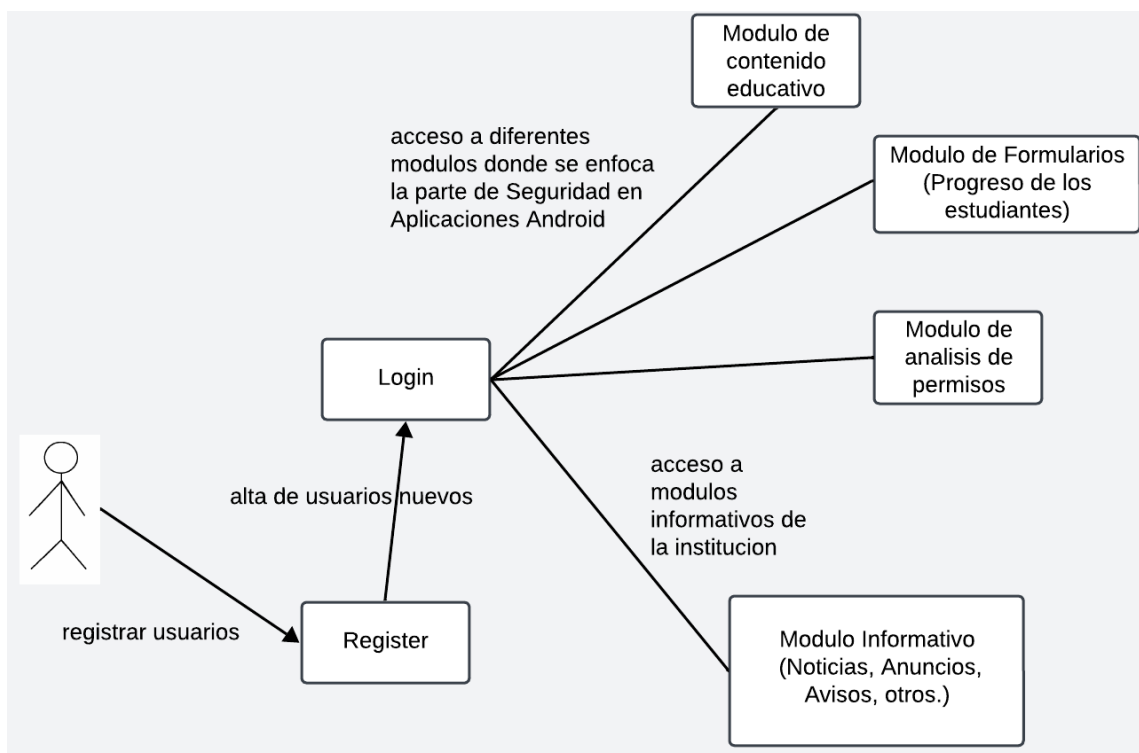 Modulo de
contenido
educativo
acceso a diferentes
modulos donde se enfoca
la parte de Seguridad en
Aplicaciones Android
Modulo de Formularios
(Progreso de los
estudiantes)
Modulo de
analisis de
permisos
Login
acceso a
modulos
informativos de
la institucion
alta de usuarios nuevos
registrar usuarios
Register
Modulo Informativo
(Noticias, Anuncios,
Avisos, otros.)